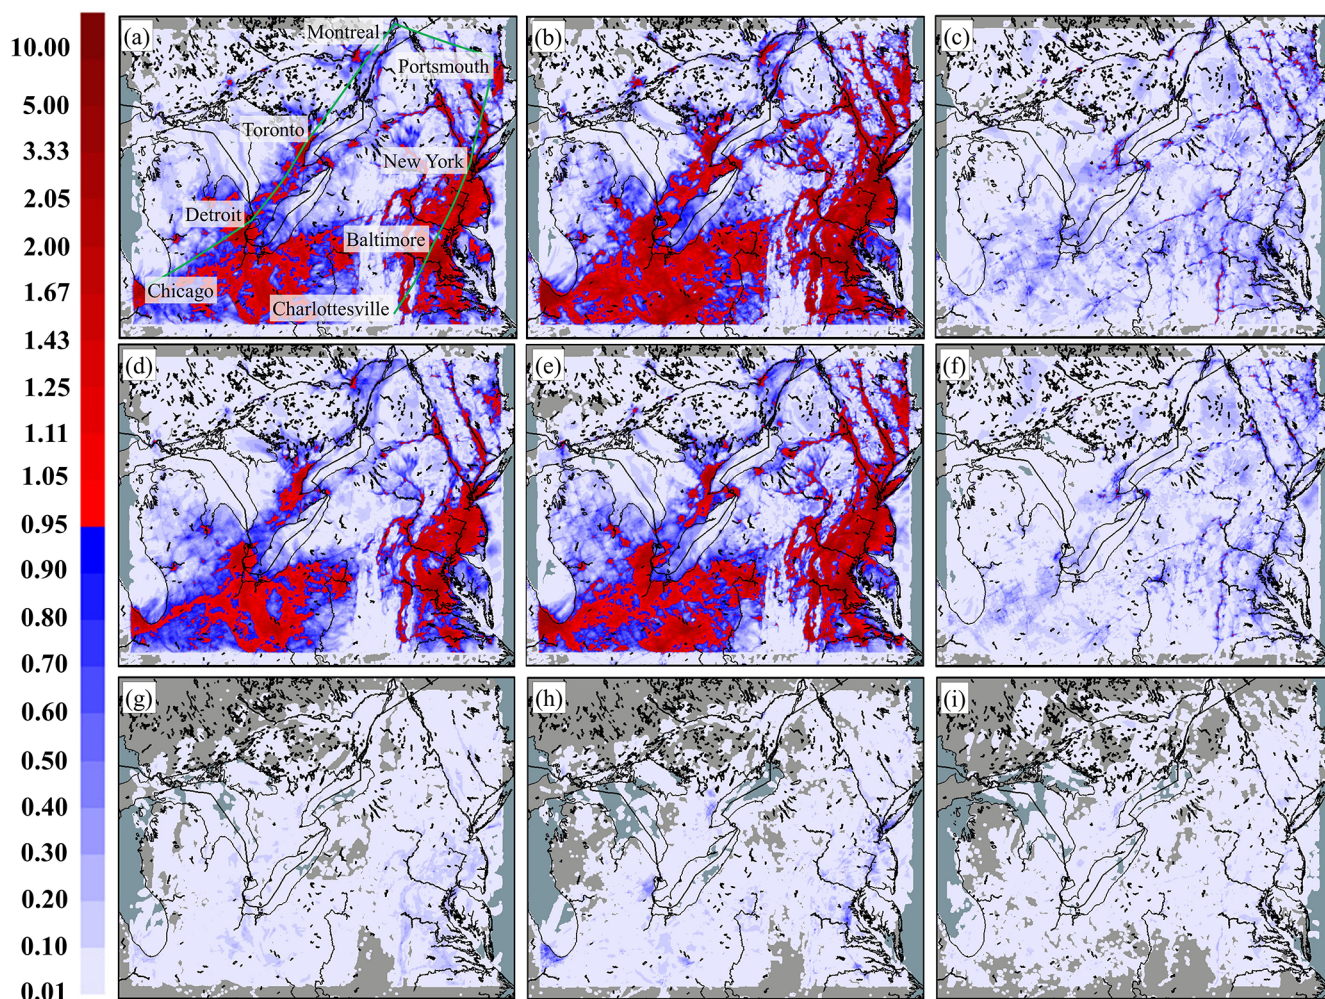 10.00
5.00
3.33
2.05
2.00
1.67
1.43
1.25
1.11
1.05
0.95
0.90
0.80
0.70
0.60
0.50
0.40
0.30
0.20
0.10
0.01
(a)
Montreal
Portsmouth
Toronto
New York
Detroit
Baltimore
Chicago
Charlottesville
(b)
(c)
(d)
(e)
(f)
(g)
(h)
(i)